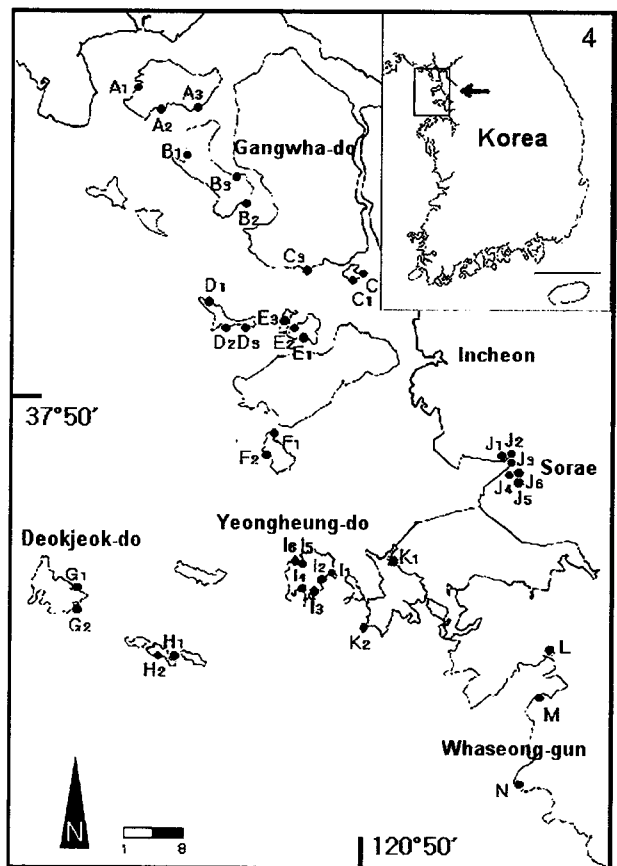 4
Korea
A1
A2
A3
B1
Gangwha-do
B3
B2
C3
C
C1
D1
E3
D2 D3
E2
E1
Incheon
37°50'
F1
F2
J1 J2
J3
Sorae
J4 J6
J5
Deokjeok-do
Yeongheung-do
I6 I5
I2 I1
I4
I3
K1
G1
G2
H1
H2
K2
L
M
Whaseong-gun
N
N
1 8
120°50'